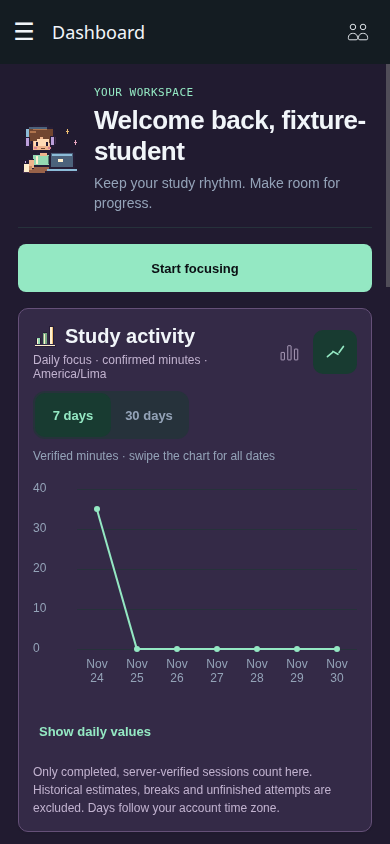 Dashboard
YOUR WORKSPACE
Welcome back, fixture-
student
Keep your study rhythm. Make room for
progress.
Start focusing
Study activity
Daily focus · confirmed minutes ·
America/Lima
7 days
30 days
Verified minutes · swipe the chart for all dates
40
30
20
10
0
Nov 24
Nov 25
Nov 26
Nov 27
Nov 28
Nov 29
Nov 30
Show daily values
Only completed, server-verified sessions count here.
Historical estimates, breaks and unfinished attempts are
excluded. Days follow your account time zone.